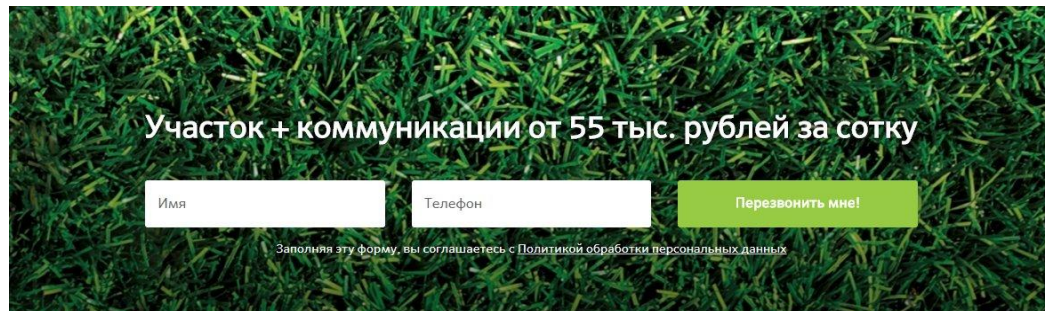 Участок + коммуникации от 55 тыс. рублей за сотку
Имя
Телефон
Перезвонить мне!
Заполняя эту форму, вы соглашаетесь с Политикой обработки персональных данных